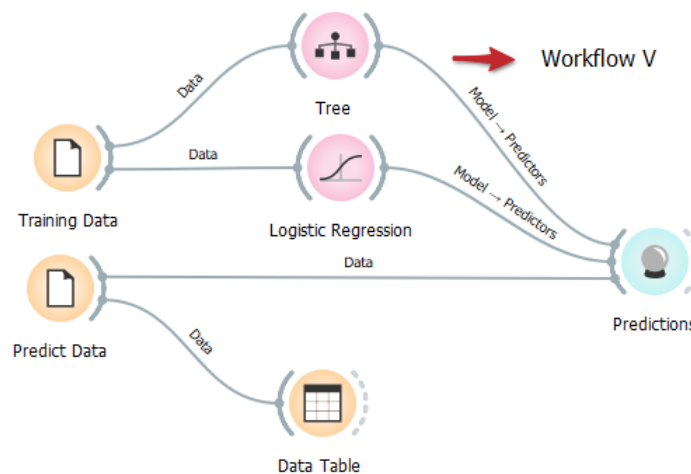 Workflow V
Data
Tree
Model → Predictors
Data
Training Data
Logistic Regression
Model → Predictors
Data
Predict Data
Predictions
Data
Data Table